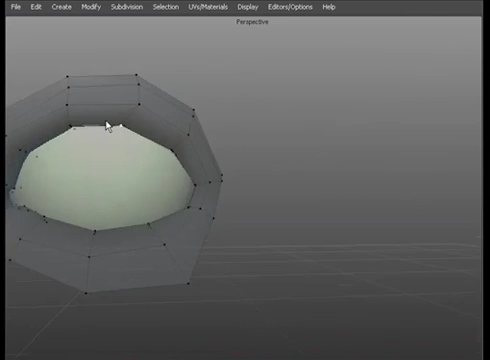 File Edit Create Modify Subdivision Selection UVs/Materials Display Editors/Options Help
Perspective